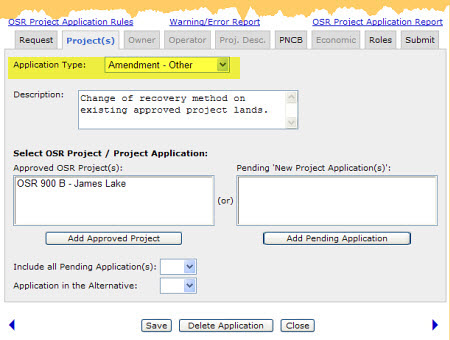 OSR Project Application Rules Warning/Error Report OSR Project Application Report
Request Project(s) Owner Operator Proj. Desc. PNCB Economic Roles Submit
Application Type: Amendment - Other
Description: Change of recovery method on
existing approved project lands.
Select OSR Project / Project Application:
Approved OSR Project(s): Pending 'New Project Application(s)':
OSR 900 B - James Lake
(or)
Add Approved Project Add Pending Application
Include all Pending Application(s):
Application in the Alternative:
Save Delete Application Close